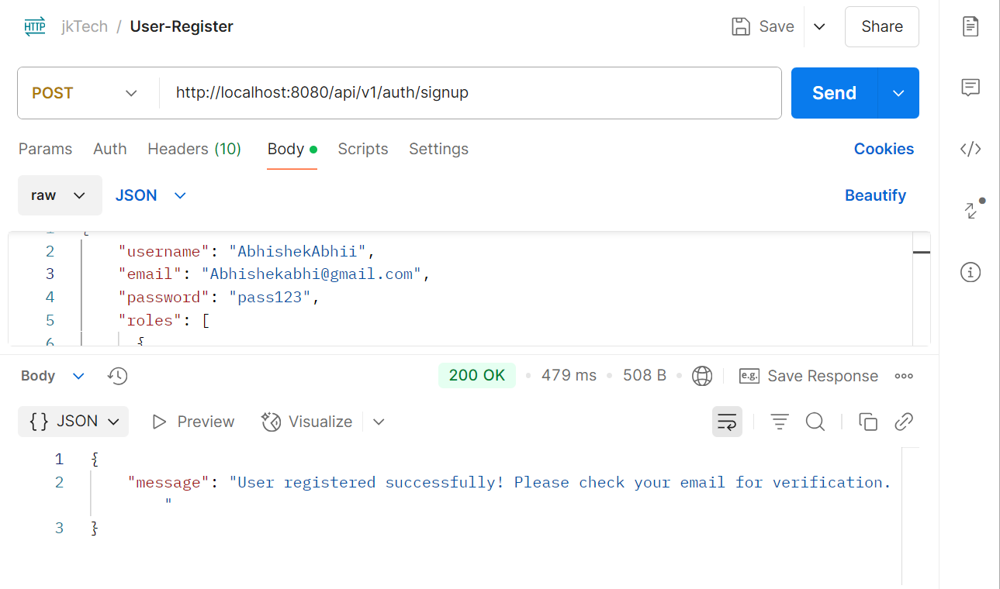 HTTP jkTech / User-Register Save Share
POST http://localhost:8080/api/v1/auth/signup Send
Params Auth Headers (10) Body Scripts Settings Cookies
raw JSON Beautify
2 "username": "AbhishekAbhii",
3 "email": "Abhishekabhi@gmail.com",
4 "password": "pass123",
5 "roles": [
6 {
Body 200 OK 479 ms 508 B e.g. Save Response
{} JSON Preview Visualize
1 {
2 "message": "User registered successfully! Please check your email for verification.
"
3 }